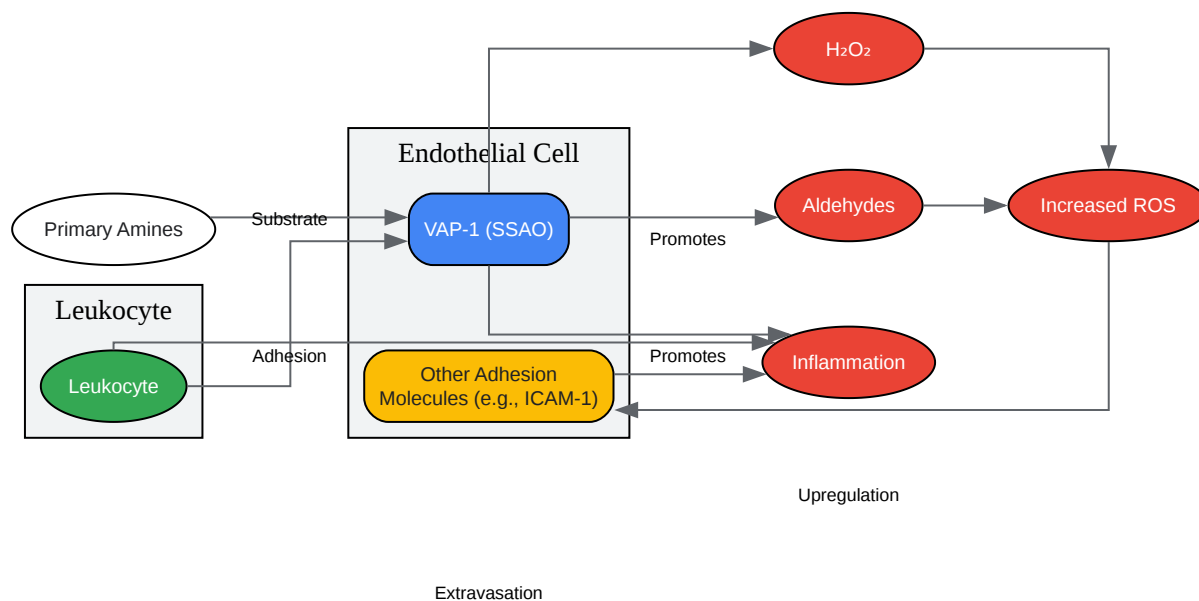 H₂O₂
Endothelial Cell
Primary Amines
Substrate
VAP-1 (SSAO)
Promotes
Aldehydes
Increased ROS
Leukocyte
Leukocyte
Adhesion
Other Adhesion
Molecules (e.g., ICAM-1)
Promotes
Inflammation
Upregulation
Extravasation